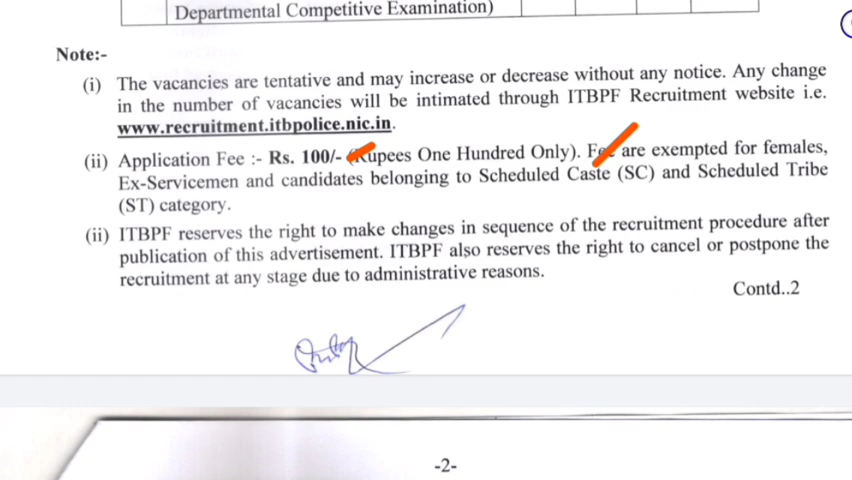 Departmental Competitive Examination)
Note:-
(i) The vacancies are tentative and may increase or decrease without any notice. Any change
in the number of vacancies will be intimated through ITBPF Recruitment website i.e.
www.recruitment.itbpolice.nic.in.
(ii) Application Fee :- Rs. 100/- (Rupees One Hundred Only). Fee are exempted for females,
Ex-Servicemen and candidates belonging to Scheduled Caste (SC) and Scheduled Tribe
(ST) category.
(ii) ITBPF reserves the right to make changes in sequence of the recruitment procedure after
publication of this advertisement. ITBPF also reserves the right to cancel or postpone the
recruitment at any stage due to administrative reasons.
Contd..2
-2-